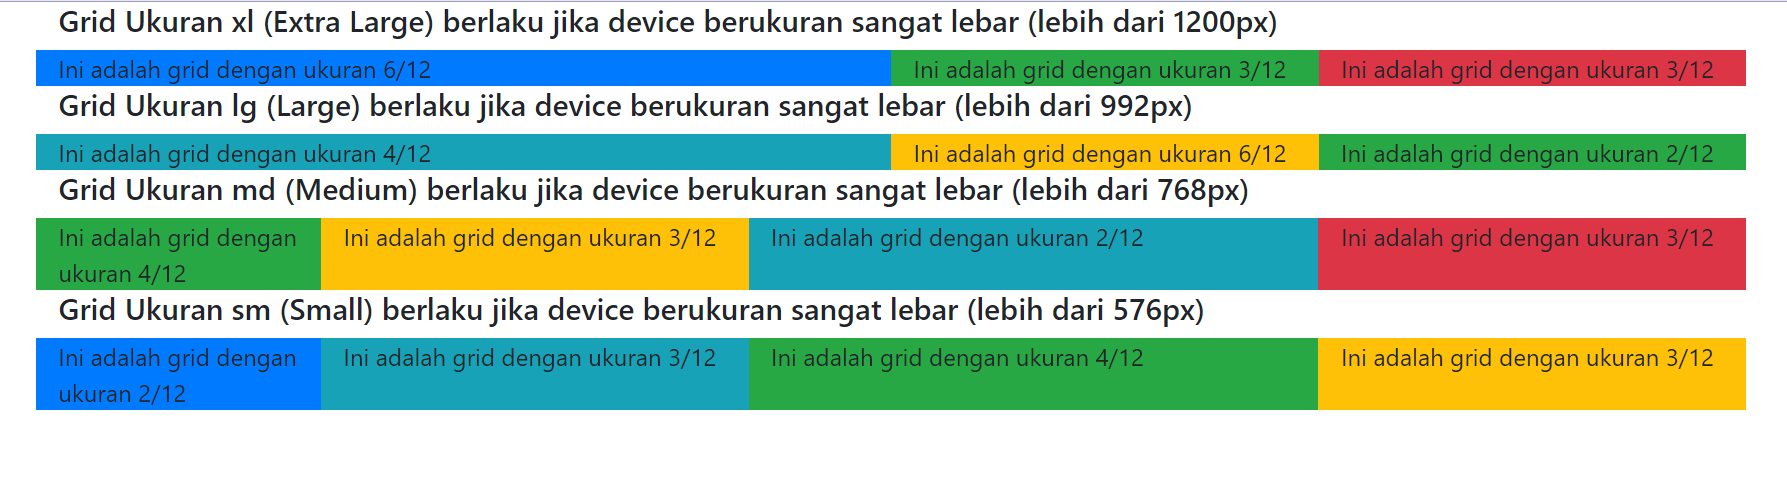 Grid Ukuran xl (Extra Large) berlaku jika device berukuran sangat lebar (lebih dari 1200px)
Ini adalah grid dengan ukuran 6/12
Ini adalah grid dengan ukuran 3/12
Ini adalah grid dengan ukuran 3/12
Grid Ukuran lg (Large) berlaku jika device berukuran sangat lebar (lebih dari 992px)
Ini adalah grid dengan ukuran 4/12
Ini adalah grid dengan ukuran 6/12
Ini adalah grid dengan ukuran 2/12
Grid Ukuran md (Medium) berlaku jika device berukuran sangat lebar (lebih dari 768px)
Ini adalah grid dengan
ukuran 4/12
Ini adalah grid dengan ukuran 3/12
Ini adalah grid dengan ukuran 2/12
Ini adalah grid dengan ukuran 3/12
Grid Ukuran sm (Small) berlaku jika device berukuran sangat lebar (lebih dari 576px)
Ini adalah grid dengan
ukuran 2/12
Ini adalah grid dengan ukuran 3/12
Ini adalah grid dengan ukuran 4/12
Ini adalah grid dengan ukuran 3/12